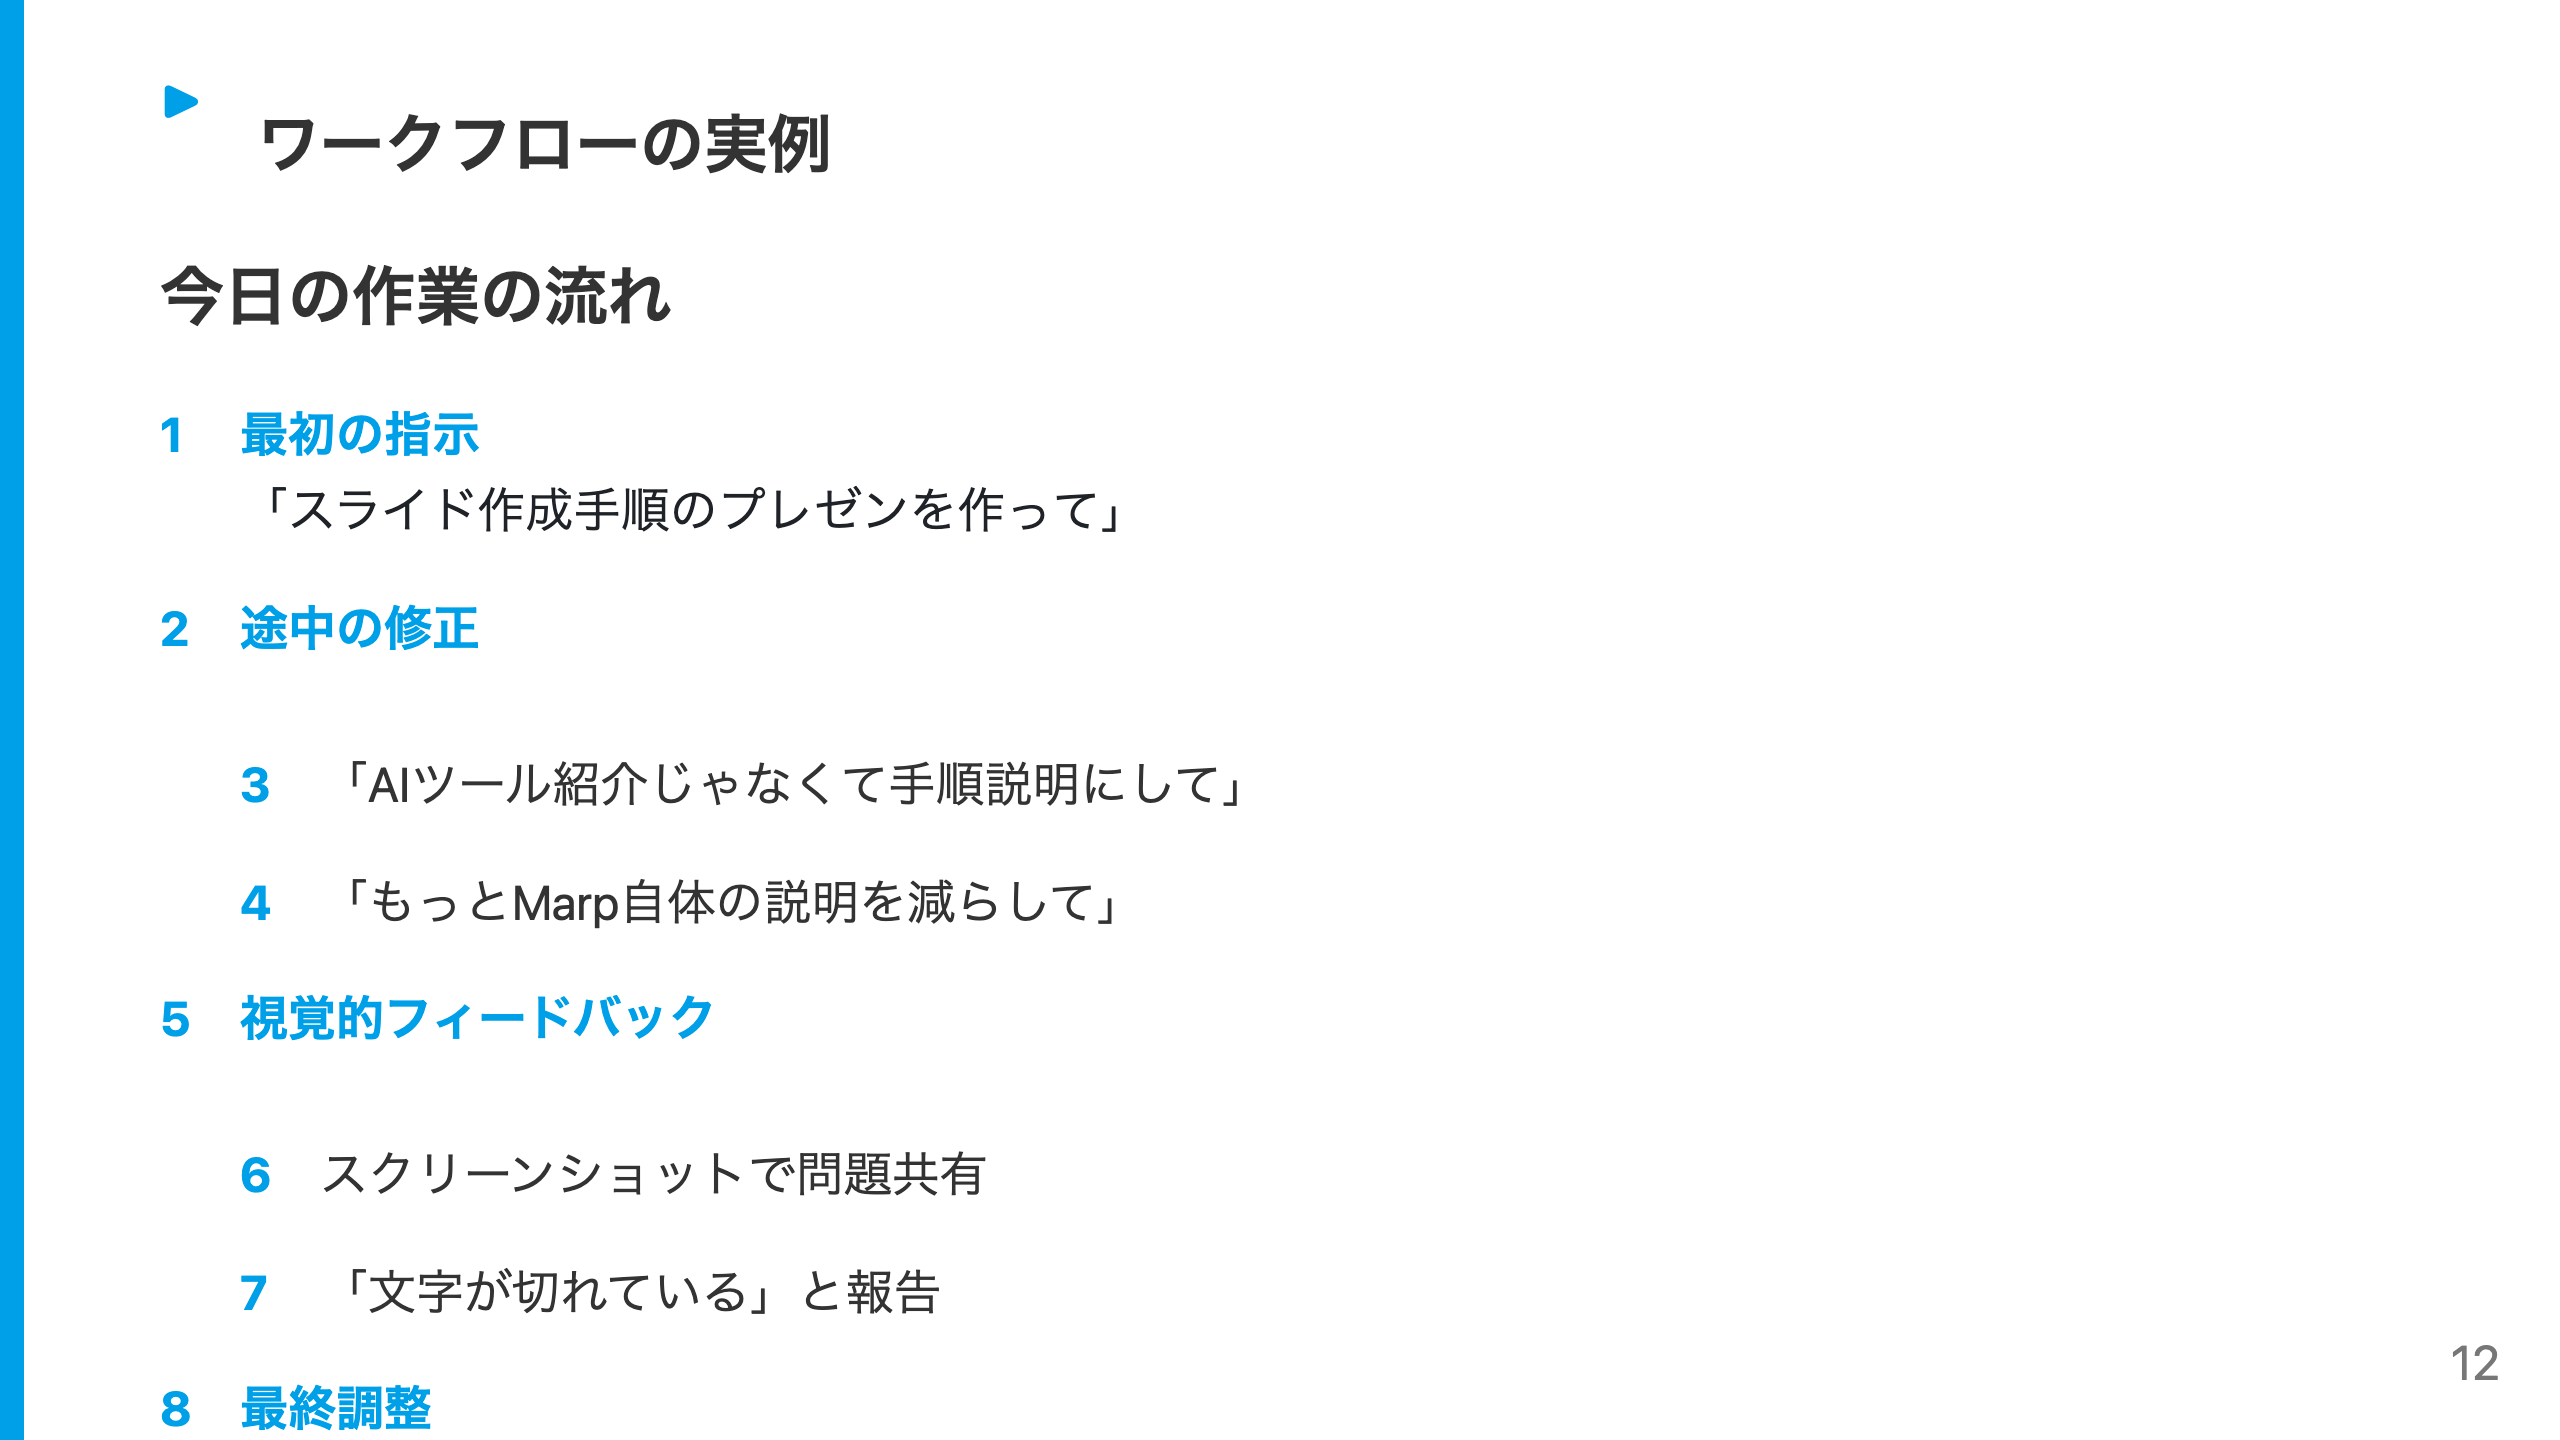 ワークフローの実例
今日の作業の流れ
1 最初の指示
「スライド作成手順のプレゼンを作って」
2 途中の修正
3 「AIツール紹介じゃなくて手順説明にして」
4 「もっとMarp自体の説明を減らして」
5 視覚的フィードバック
6 スクリーンショットで問題共有
7 「文字が切れている」と報告
8 最終調整
12